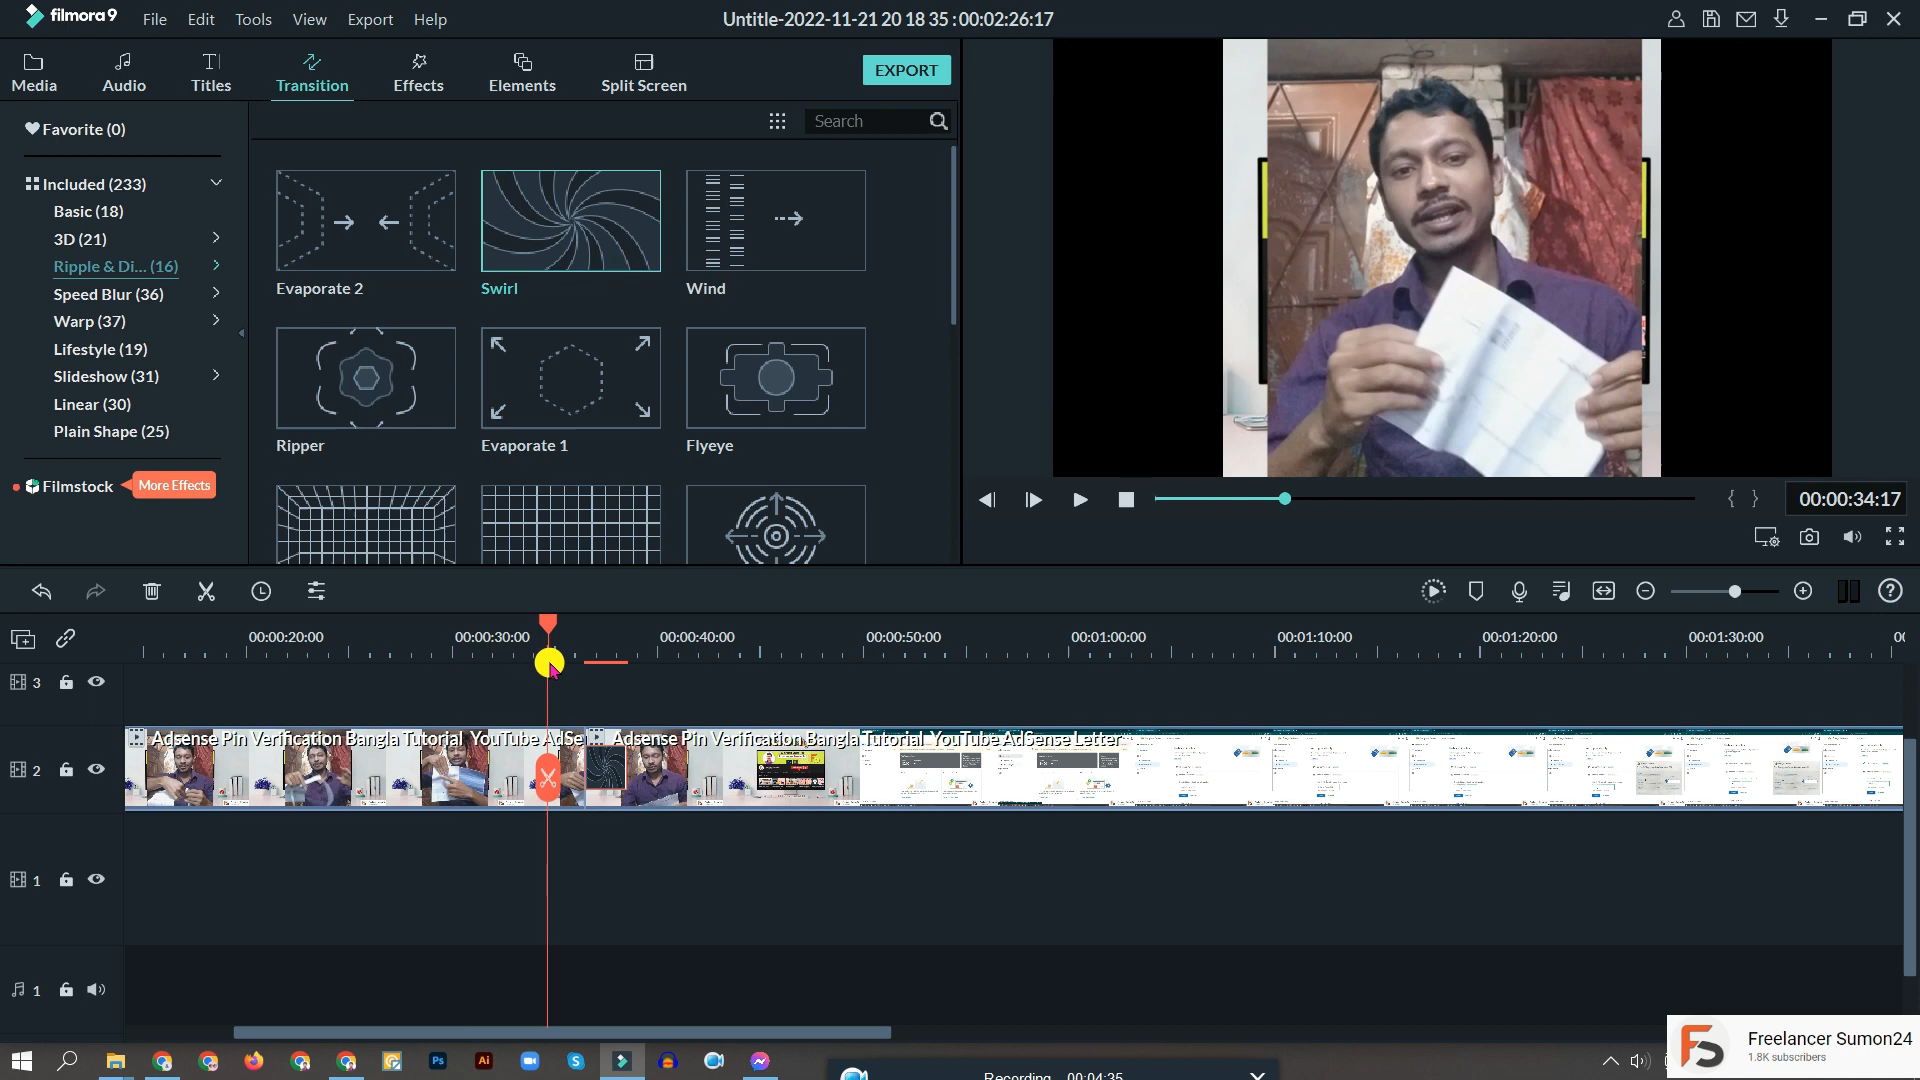 filmora9
File
Edit
Tools
View
Export
Help
Untitle-2022-11-21 20 18 35 : 00:02:26:17
Media
Audio
Titles
Transition
Effects
Elements
Split Screen
EXPORT
Favorite (0)
Search
Included (233)
Basic (18)
3D (21)
Ripple & Di... (16)
Speed Blur (36)
Warp (37)
Lifestyle (19)
Slideshow (31)
Linear (30)
Plain Shape (25)
Filmstock
More Effects
Evaporate 2
Swirl
Wind
Ripper
Evaporate 1
Flyeye
{ }
00:00:34:17
00:00:20:00
00:00:30:00
00:00:40:00
00:00:50:00
00:01:00:00
00:01:10:00
00:01:20:00
00:01:30:00
3
Adsense Pin Verification Bangla Tutorial YouTube AdSe
Adsense Pin Verification Bangla Tutorial YouTube AdSense Letter
2
1
1
Ps
Ai
Recording 00:04:35
FS
Freelancer Sumon24
1.8K subscribers